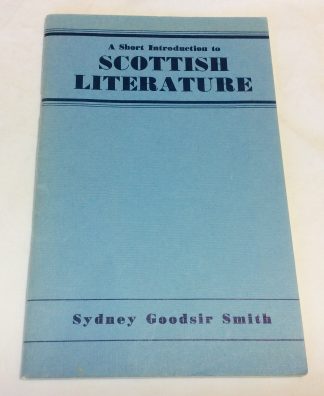 A Short Introduction to
SCOTTISH
LITERATURE
Sydney Goodsir Smith